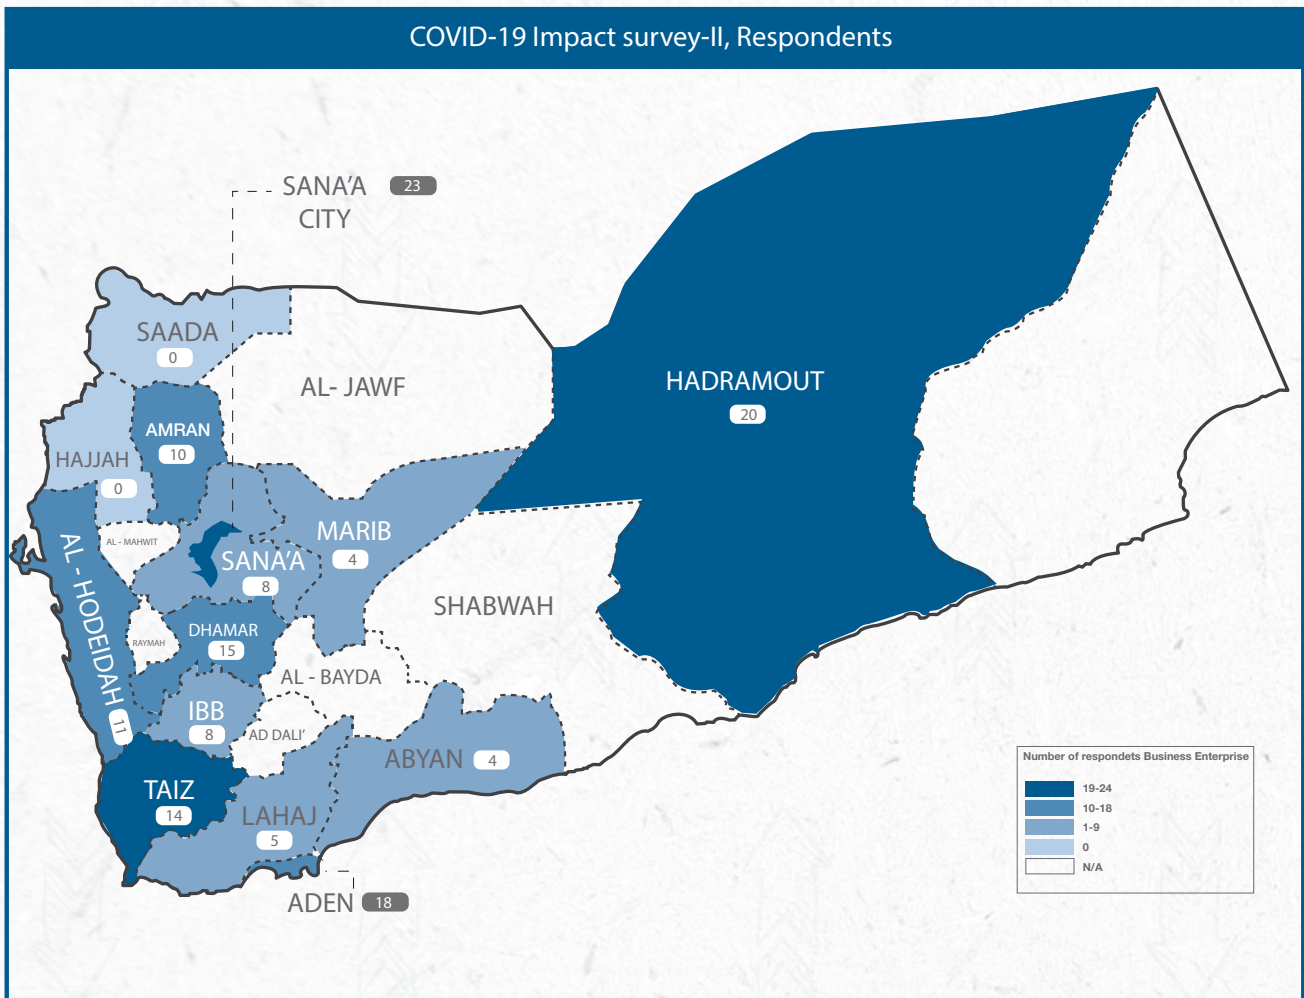 COVID-19 Impact survey-II, Respondents
SANA'A 23
CITY
SAADA
0
AL- JAWF
HADRAMOUT
20
AMRAN
10
HAJJAH
0
AL - MAHWIT
MARIB
4
SANA'A
8
AL - HODEIDAH 11
SHABWAH
DHAMAR
15
RAYMAH
AL - BAYDA
IBB
8
AD DALI'
ABYAN 4
TAIZ
14
LAHAJ
5
ADEN 18
Number of respondets Business Enterprise
19-24
10-18
1-9
0
N/A